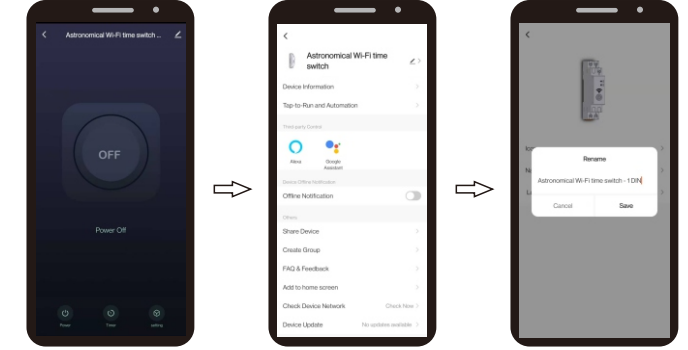 Astronomical Wi-Fi time switch ...
OFF
Power Off
Power
Timer
setting
Astronomical Wi-Fi time
switch
Device Information
Tap-to-Run and Automation
Third-party Control
Alexa
Google
Assistant
Device Offline Notification
Offline Notification
Others
Share Device
Create Group
FAQ & Feedback
Add to home screen
Check Device Network
Check Now
Device Update
No updates available
Rename
Astronomical Wi-Fi time switch - 1 DIN
Cancel
Save